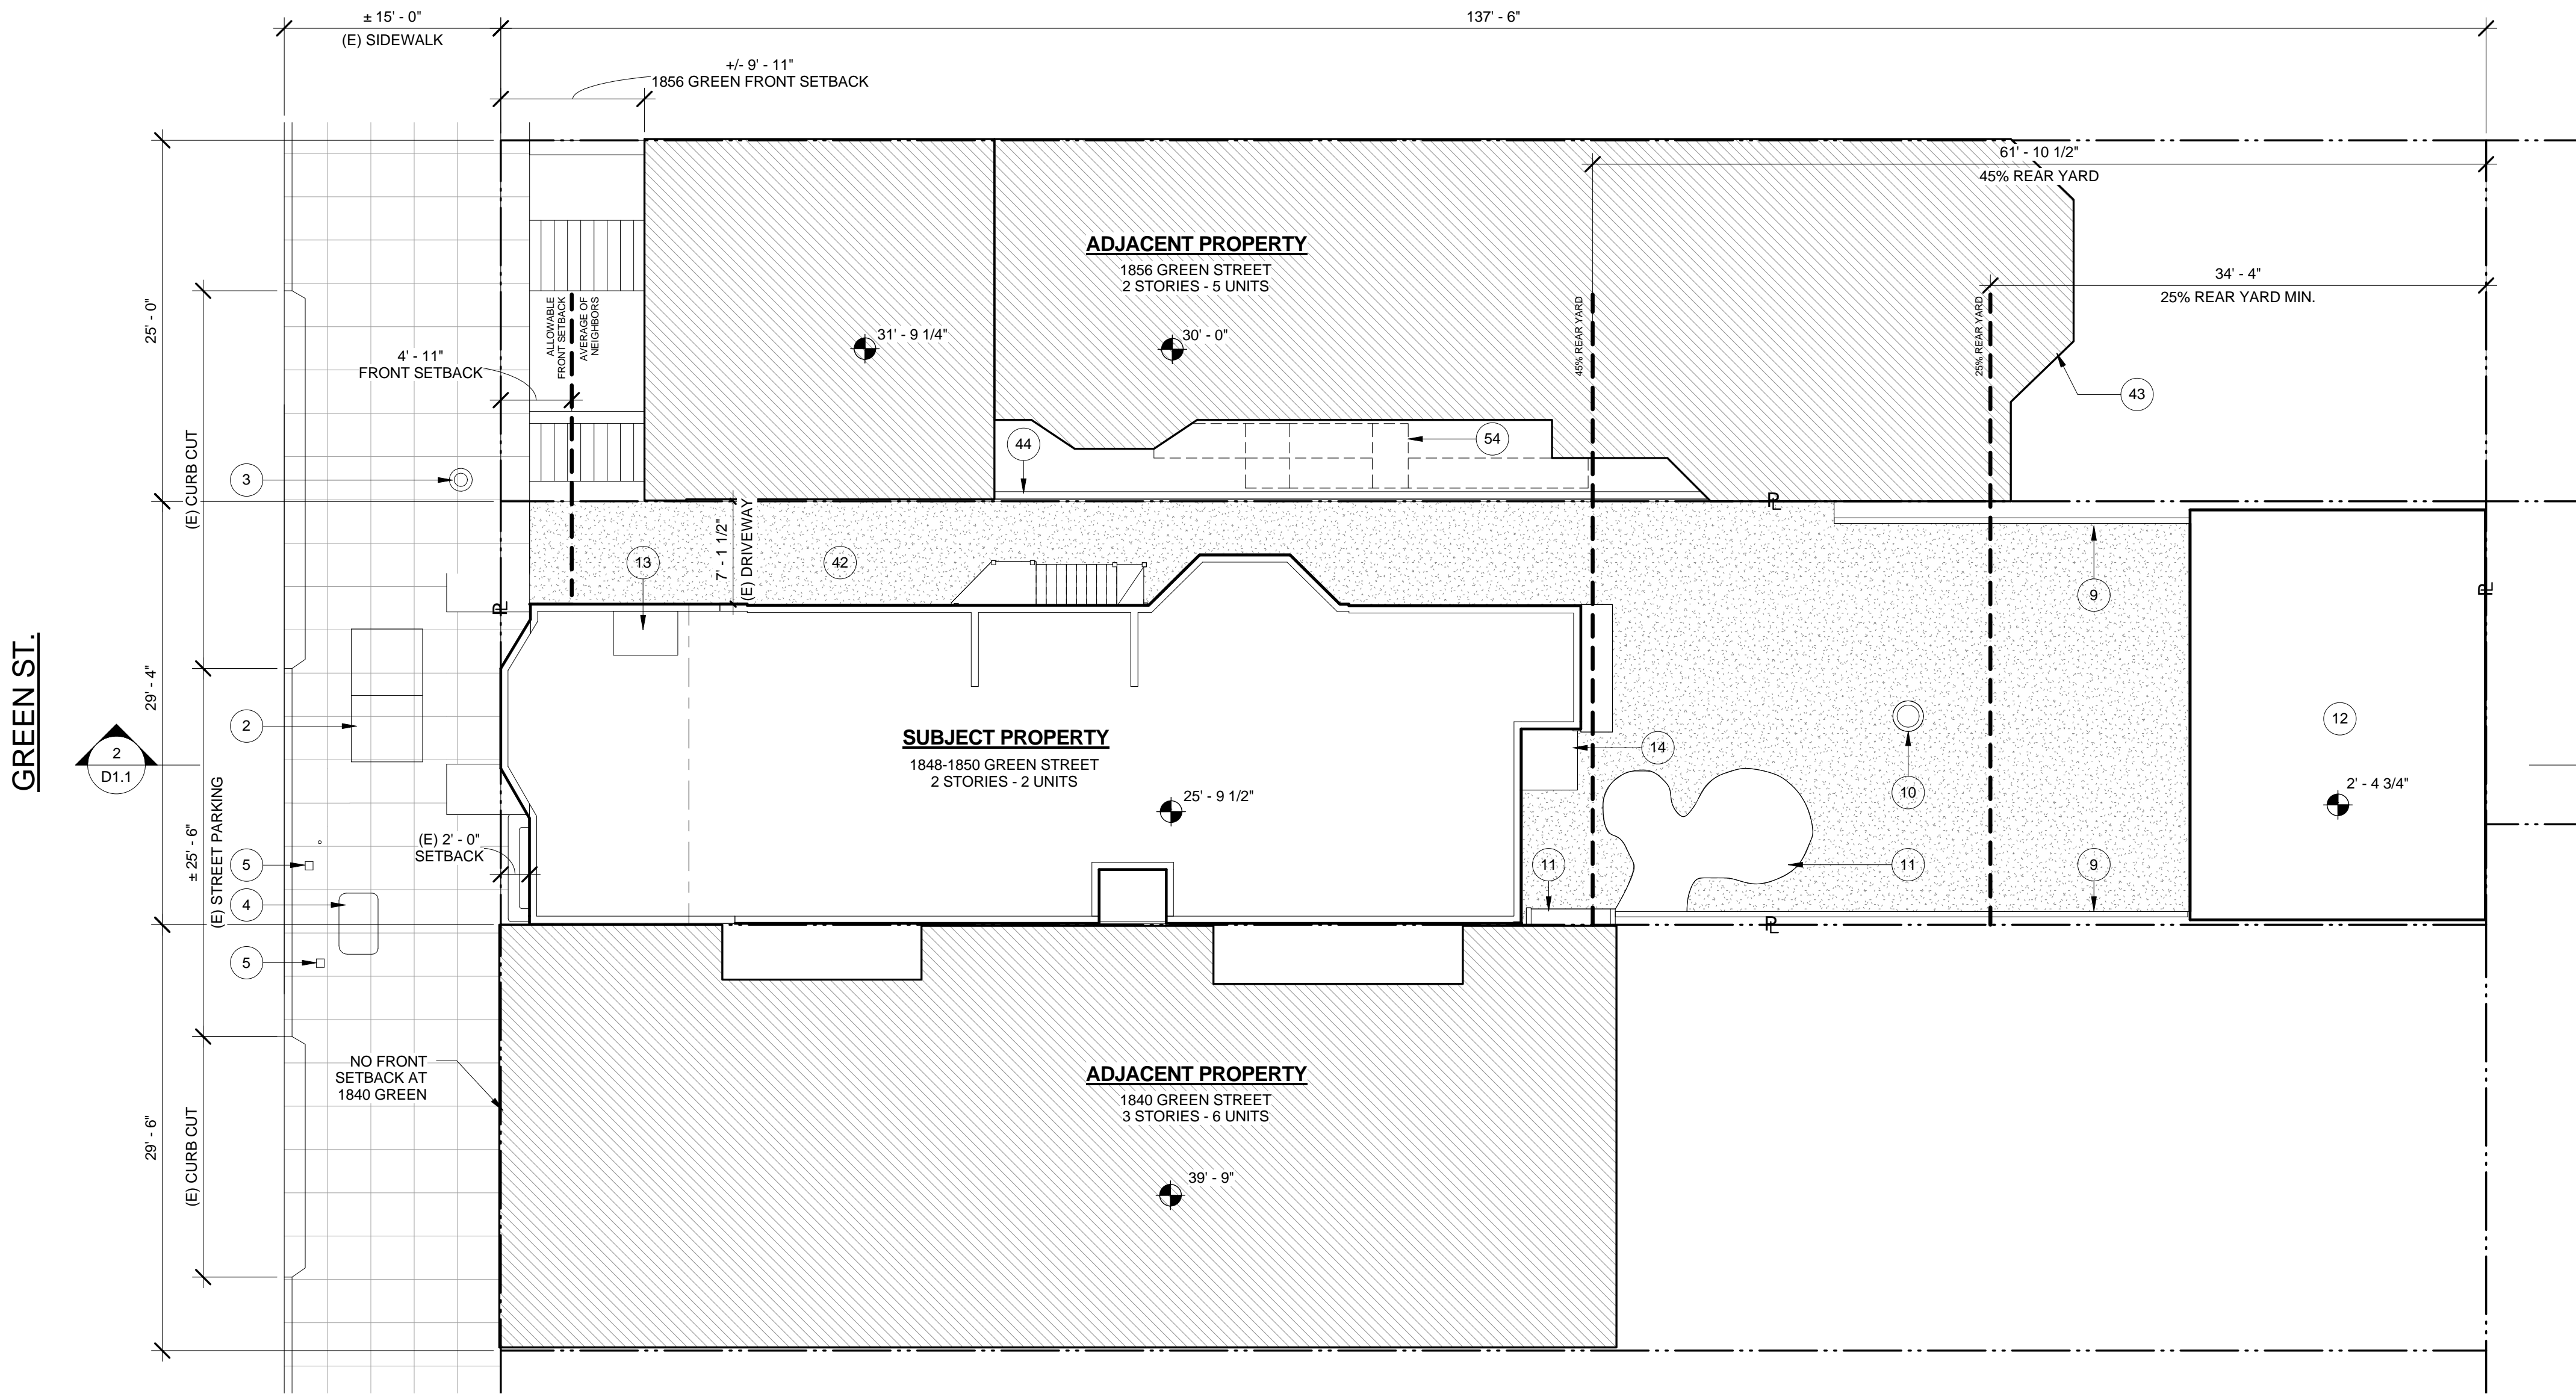 ± 15' - 0"
(E) SIDEWALK
137' - 6"
+/- 9' - 11"
1856 GREEN FRONT SETBACK
61' - 10 1/2"
45% REAR YARD
34' - 4"
25% REAR YARD MIN.
ADJACENT PROPERTY
1856 GREEN STREET
2 STORIES - 5 UNITS
31' - 9 1/4"
30' - 0"
25' - 0"
4' - 11"
FRONT SETBACK
ALLOWABLE
FRONT SETBACK
AVERAGE OF
NEIGHBORS
45% REAR YARD
25% REAR YARD
43
44
54
3
(E) CURB CUT
PL
13
7' - 1 1/2"
(E) DRIVEWAY
42
9
PL
PL
GREEN ST.
29' - 4"
2
2
D1.1
SUBJECT PROPERTY
1848-1850 GREEN STREET
2 STORIES - 2 UNITS
25' - 9 1/2"
14
10
12
2' - 4 3/4"
± 25' - 6"
(E) STREET PARKING
(E) 2' - 0"
SETBACK
5
4
5
11
11
9
PL
NO FRONT
SETBACK AT
1840 GREEN
29' - 6"
(E) CURB CUT
ADJACENT PROPERTY
1840 GREEN STREET
3 STORIES - 6 UNITS
39' - 9"